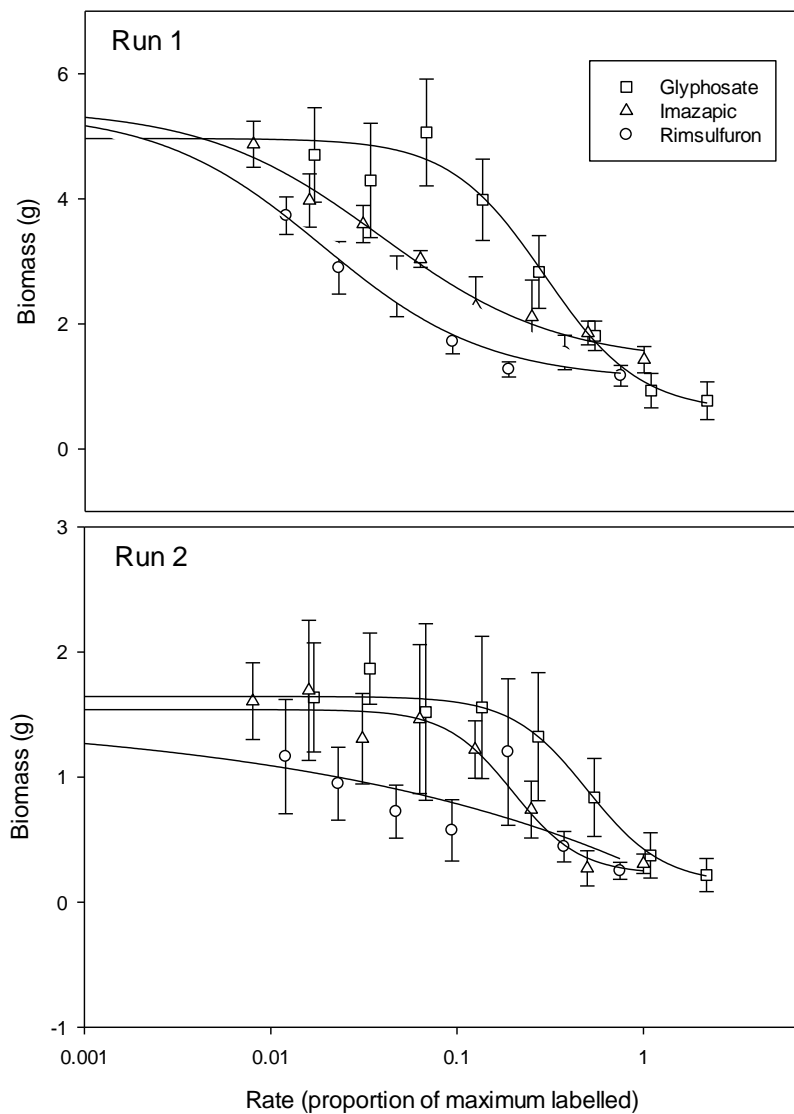 Run 1
6
4
2
0
Biomass (g)
Glyphosate
Imazapic
Rimsulfuron
Run 2
3
2
1
0
-1
Biomass (g)
0.001 0.01 0.1 1
Rate (proportion of maximum labelled)